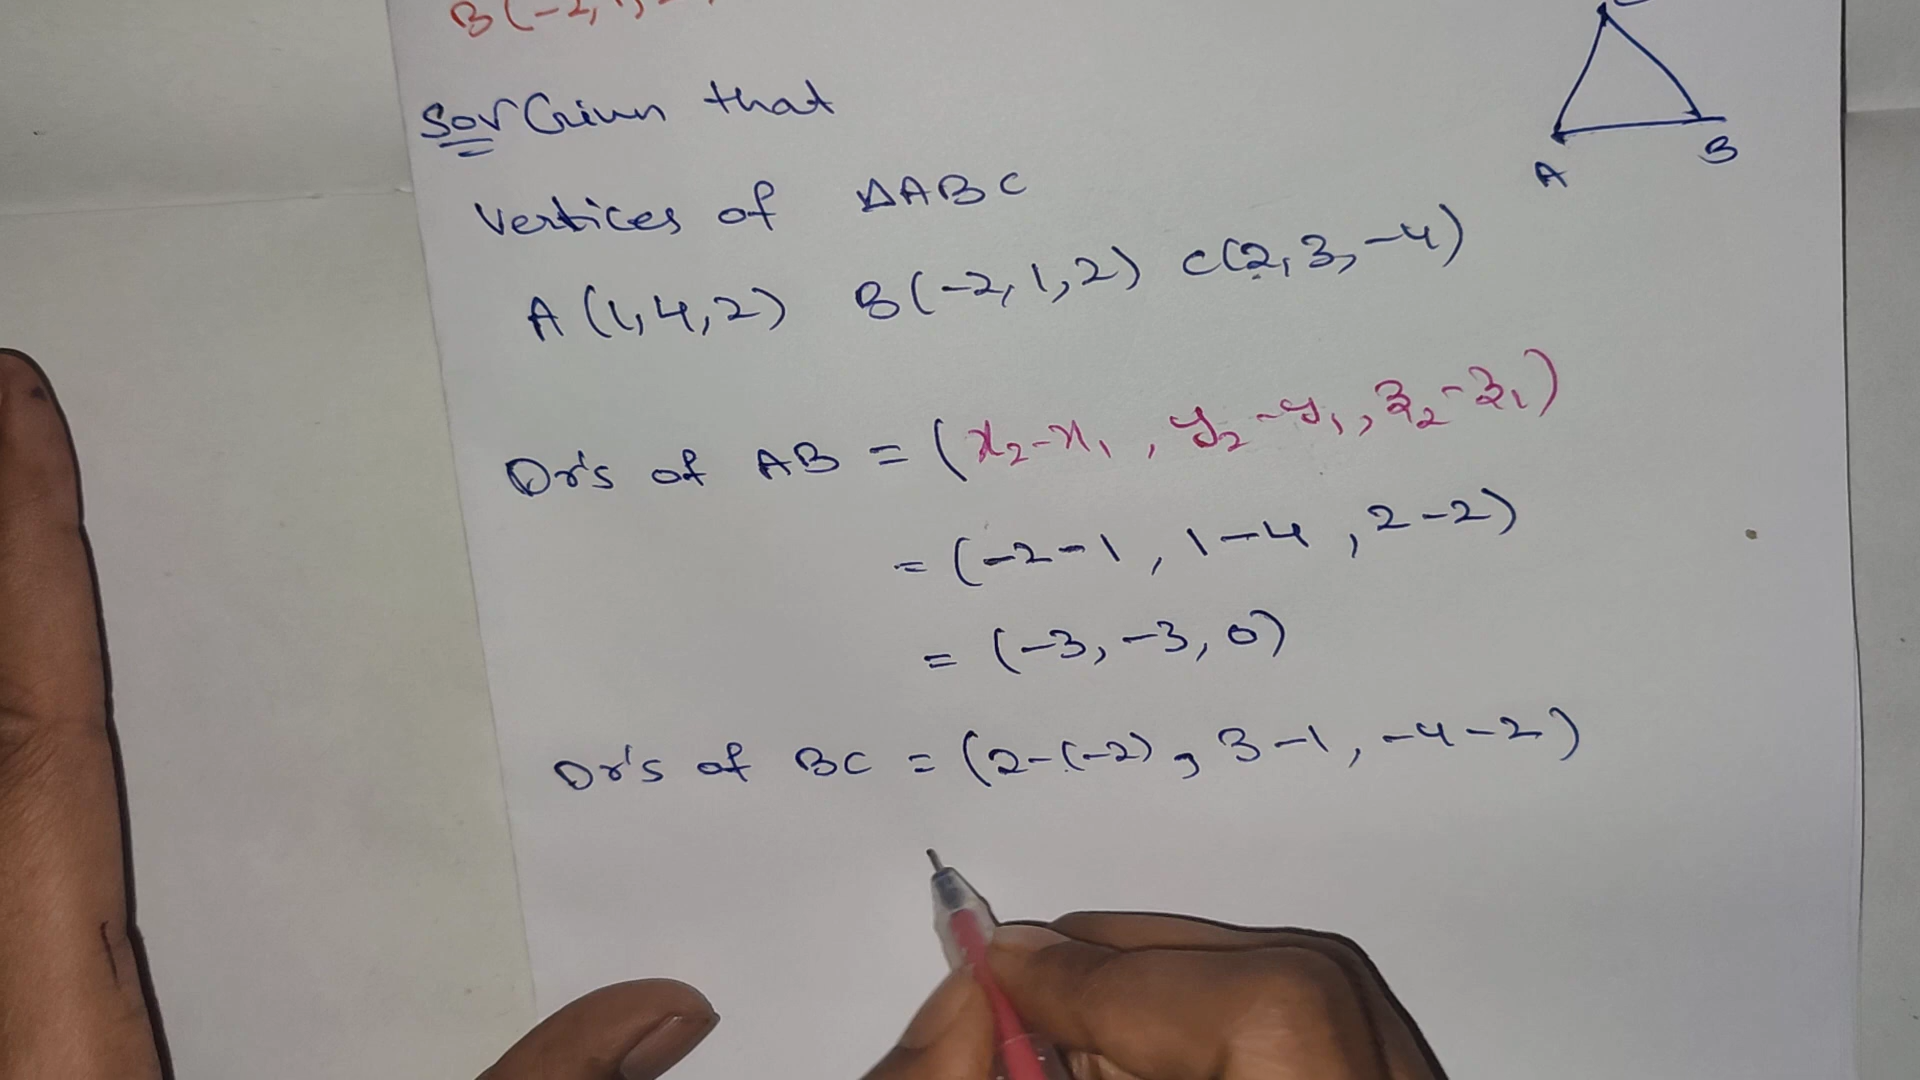 B(-2,1,
Sol Given that
Vertices of ΔABC
A(1,4,2) B(-2,1,2) C(2,3,-4)
A B
Dr's of AB = (x₂-x₁, y₂-y₁, z₂-z₁)
= (-2-1, 1-4, 2-2)
= (-3,-3,0)
Dr's of BC = (2-(-2), 3-1, -4-2)